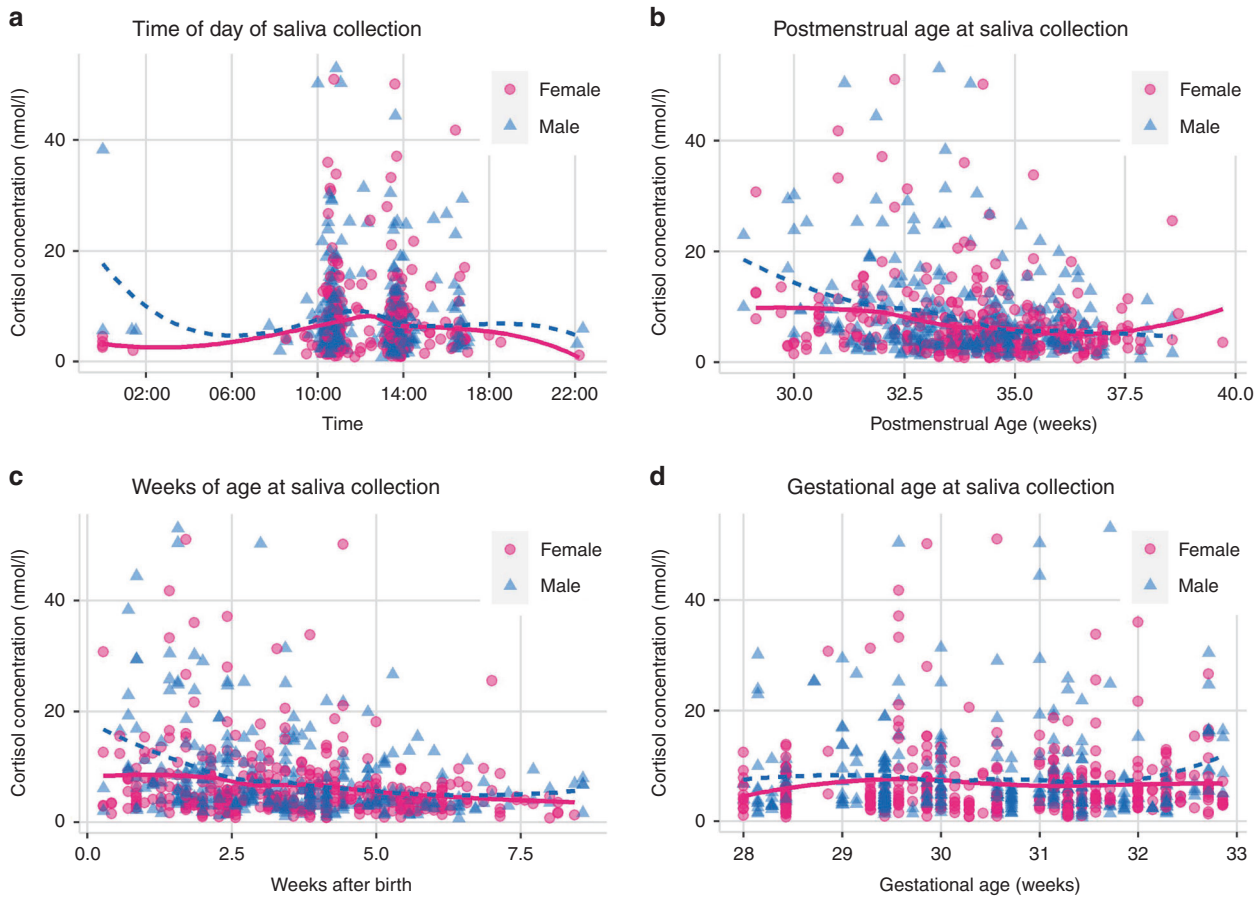 a
Time of day of saliva collection
Cortisol concentration (nmol/l)
40
20
0
Female
Male
02:00 06:00 10:00 14:00 18:00 22:00
Time
b
Postmenstrual age at saliva collection
Cortisol concentration (nmol/l)
40
20
0
Female
Male
30.0 32.5 35.0 37.5 40.0
Postmenstrual Age (weeks)
c
Weeks of age at saliva collection
Cortisol concentration (nmol/l)
40
20
0
Female
Male
0.0 2.5 5.0 7.5
Weeks after birth
d
Gestational age at saliva collection
Cortisol concentration (nmol/l)
40
20
0
Female
Male
28 29 30 31 32 33
Gestational age (weeks)